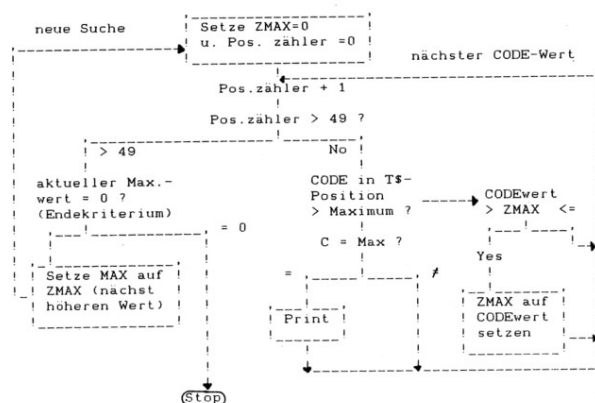 neue Suche
Setze ZMAX=0
u. Pos. zähler =0
nächster CODE-Wert
Pos.zähler + 1
Pos.zähler > 49 ?
> 49
No
aktueller Max.-
wert = 0 ?
(Endekriterium)
= 0
CODE in T$-
Position
> Maximum ?
CODEwert
> ZMAX <=
C = Max ?
Yes
Setze MAX auf
ZMAX (nächst
höheren Wert)
=
≠
Print
ZMAX auf
CODEwert
setzen
Stop